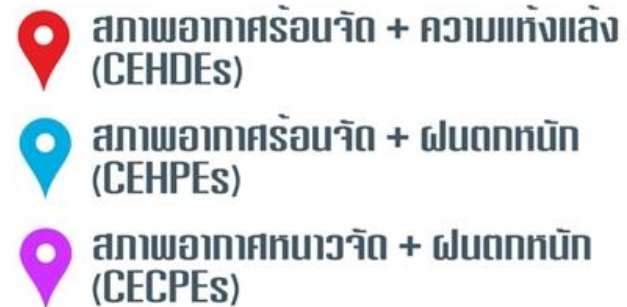 สภาพอากาศร้อนจัด + ความแห้งแล้ง
(CEHDEs)
สภาพอากาศร้อนจัด + ฝนตกหนัก
(CEHPEs)
สภาพอากาศหนาวจัด + ฝนตกหนัก
(CECPEs)